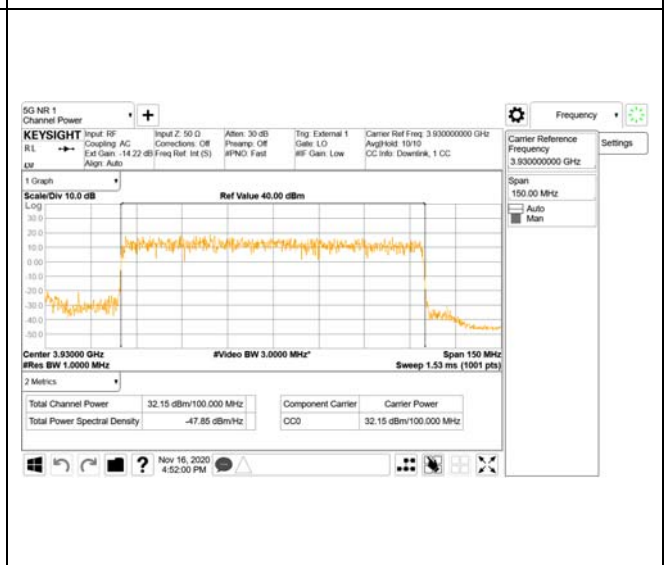 5G NR 1
Channel Power
+
Frequency
KEYSIGHT Input: RF Input Z: 50 Ω Atten: 30 dB Trig: External 1 Carrier Ref Freq: 3.930000000 GHz
RL Coupling: AC Corrections: Off Preamp: Off Gate: LO Avg|Hold: 10/10
Ext Gain: -14.22 dB Freq Ref: Int (S) #PNO: Fast #IF Gain: Low CC Info: Downlink, 1 CC
Align: Auto
Carrier Reference
Frequency
3.930000000 GHz
Settings
Span
150.00 MHz
Auto
Man
1 Graph
Scale/Div 10.0 dB Ref Value 40.00 dBm
Log
30.0
20.0
10.0
0.00
-10.0
-20.0
-30.0
-40.0
-50.0
Center 3.93000 GHz #Video BW 3.0000 MHz* Span 150 MHz
#Res BW 1.0000 MHz Sweep 1.53 ms (1001 pts)
2 Metrics
Total Channel Power 32.15 dBm/100.000 MHz Component Carrier Carrier Power
Total Power Spectral Density -47.85 dBm/Hz CC0 32.15 dBm/100.000 MHz
? Nov 16, 2020
4:52:00 PM